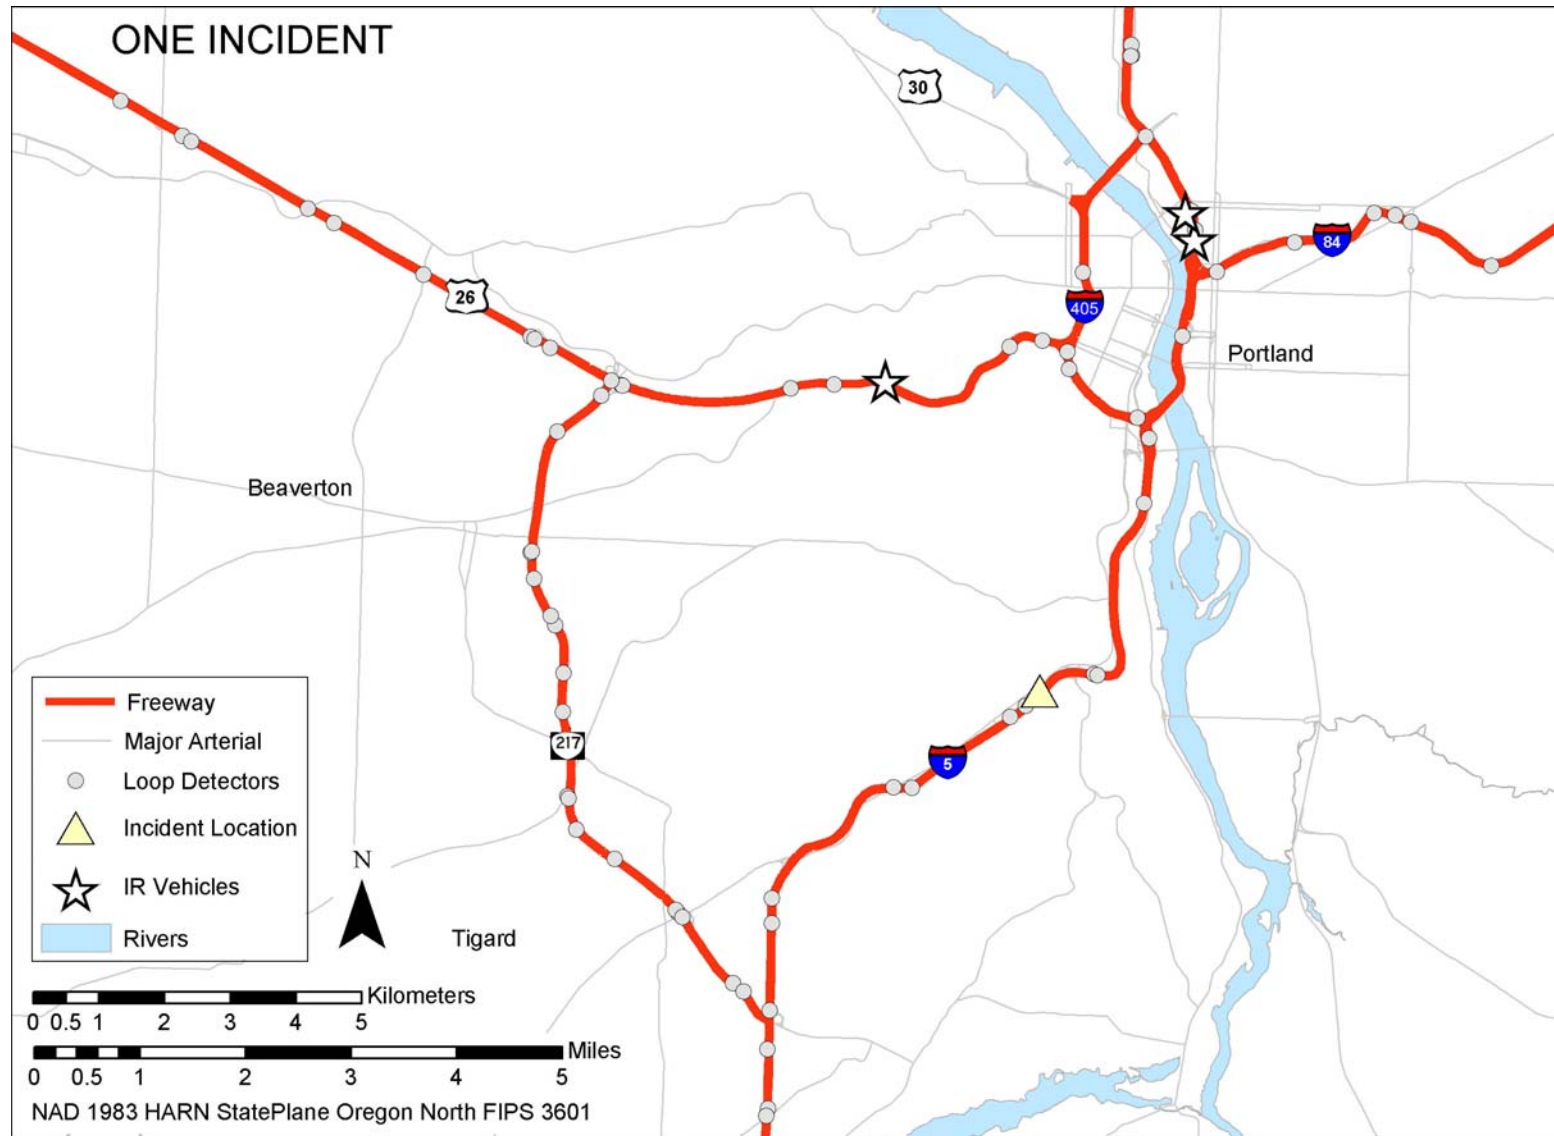 ONE INCIDENT
30
84
26
405
Portland
Beaverton
Freeway
217
Major Arterial
5
Loop Detectors
Incident Location
N
IR Vehicles
Rivers
Tigard
Kilometers
0 0.5 1 2 3 4 5
Miles
0 0.5 1 2 3 4 5
NAD 1983 HARN StatePlane Oregon North FIPS 3601